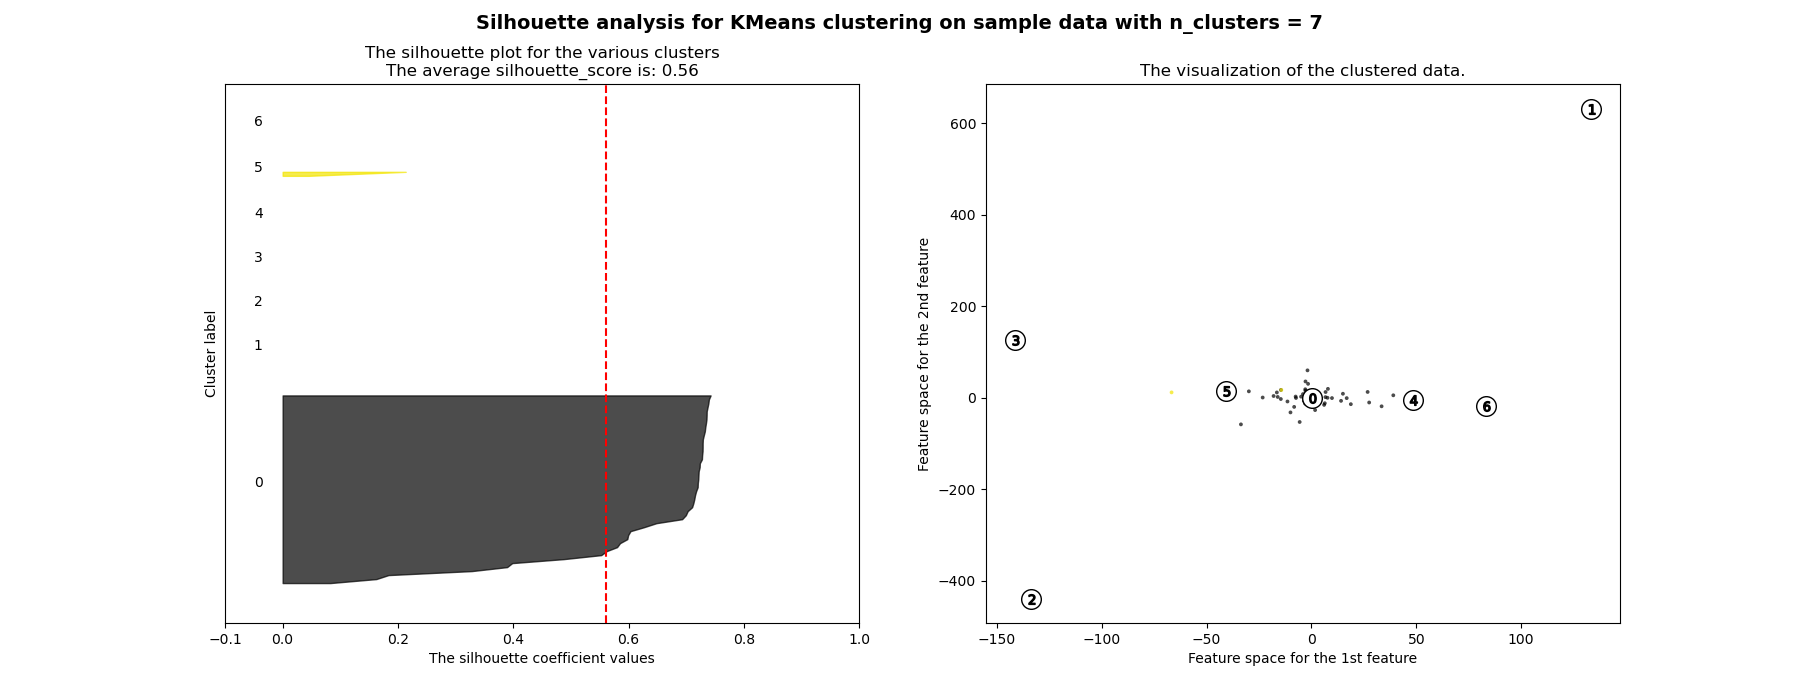 Silhouette analysis for KMeans clustering on sample data with n_clusters = 7
The silhouette plot for the various clusters
The average silhouette_score is: 0.56
6
5
4
3
2
1
0
Cluster label
−0.1 0.0 0.2 0.4 0.6 0.8 1.0
The silhouette coefficient values
The visualization of the clustered data.
600
400
200
0
−200
−400
Feature space for the 2nd feature
1
3
5
0
4
6
2
−150 −100 −50 0 50 100
Feature space for the 1st feature